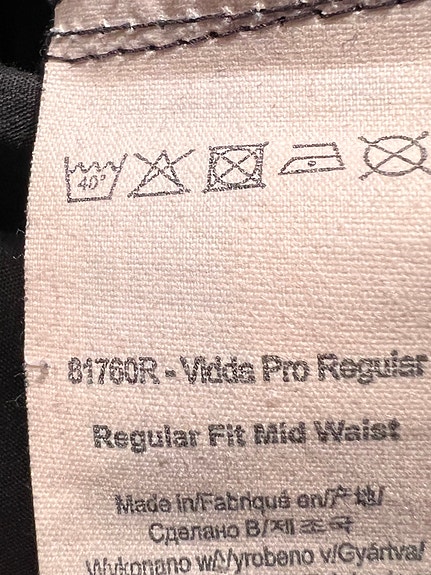 40°
81760R - Vidda Pro Regular
Regular Fit Mid Waist
Made in/Fabriqué en/产地/
Сделано В/제조국
Wykonano w/Vyrobeno v/Gyártva/